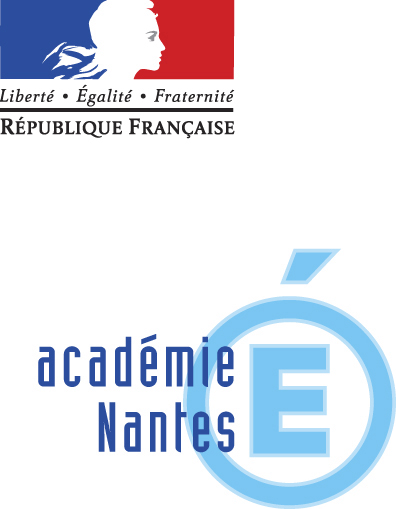 Liberté • Égalité • Fraternité
RÉPUBLIQUE FRANÇAISE
académie
Nantes
É